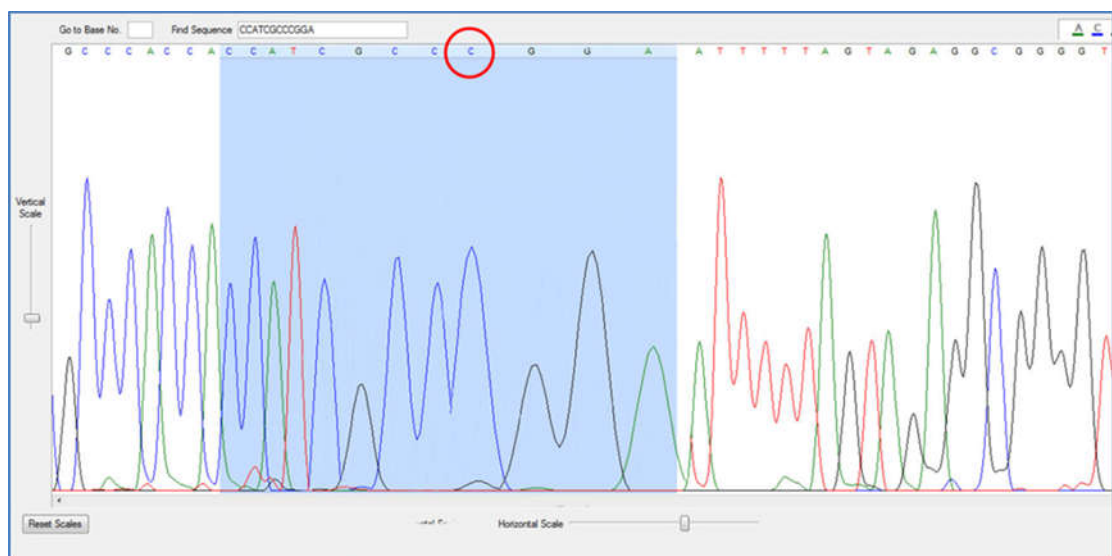 Go to Base No. Find Sequence CCATCGCCCGGA
A C
G C C C A C C A C C A T C G C C C G G A A T T T T T A G T A G A G G C G G G G T
Vertical
Scale
Reset Scales Horizontal Scale